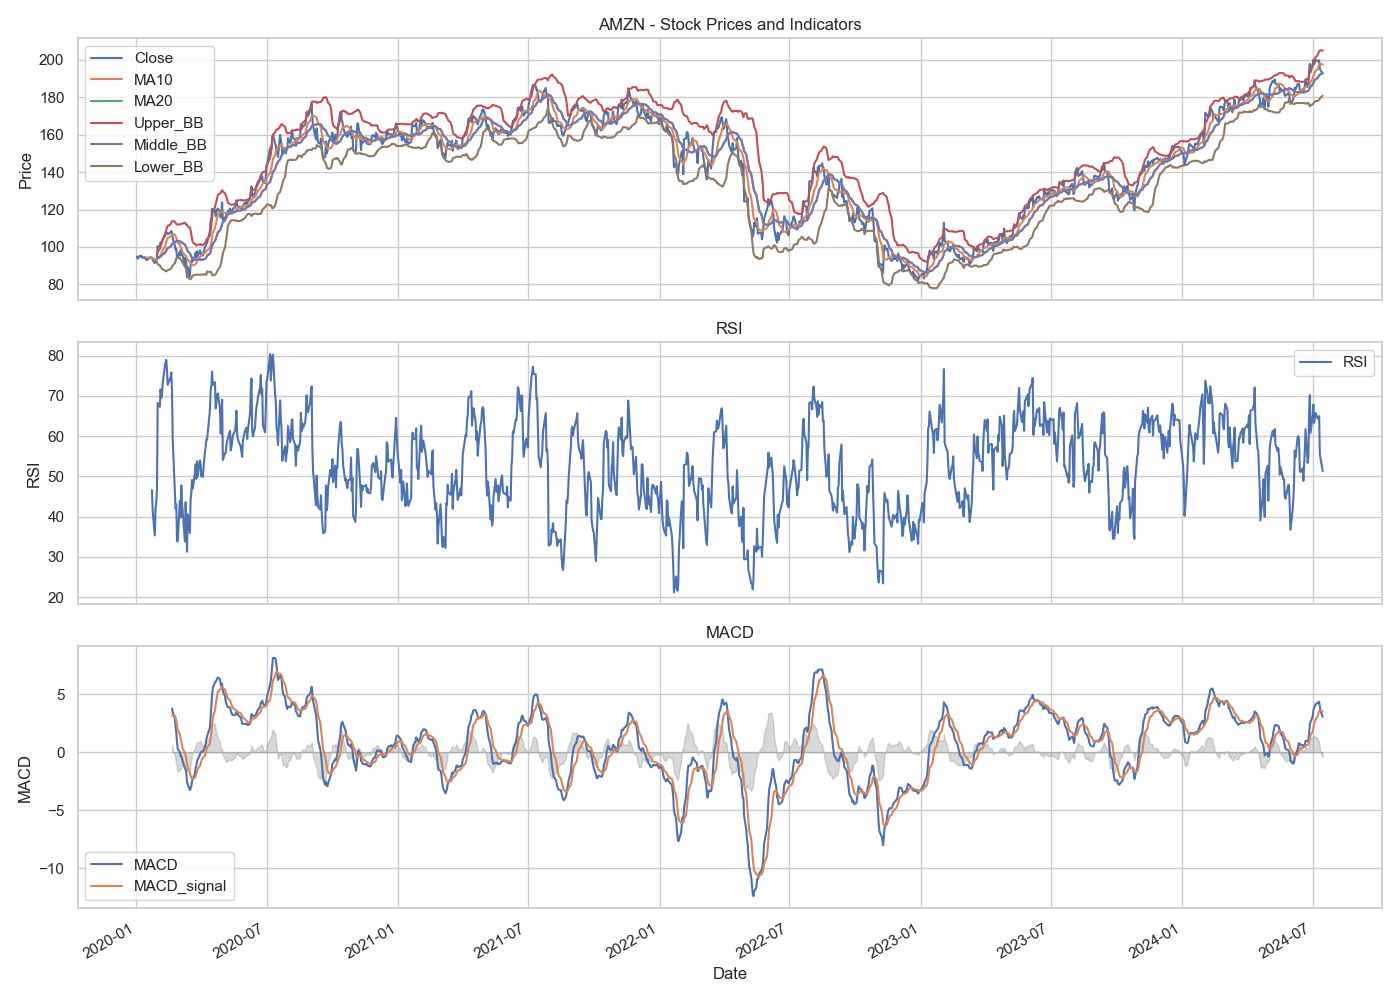 AMZN - Stock Prices and Indicators
Close
MA10
MA20
Upper_BB
Middle_BB
Lower_BB
Price
200
180
160
140
120
100
80
RSI
RSI
RSI
80
70
60
50
40
30
20
MACD
MACD
5
0
−5
−10
MACD
MACD_signal
2020-01
2020-07
2021-01
2021-07
2022-01
2022-07
2023-01
2023-07
2024-01
2024-07
Date